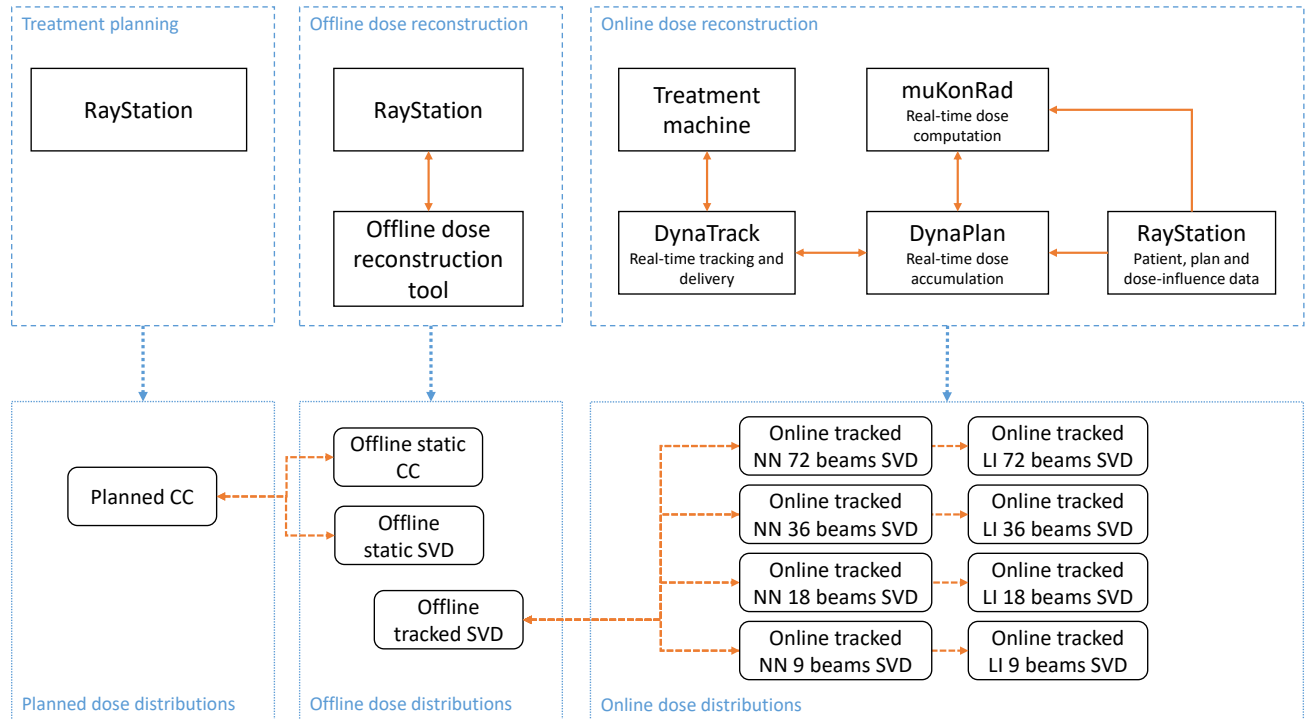 Treatment planning
RayStation
Offline dose reconstruction
RayStation
Offline dose
reconstruction
tool
Online dose reconstruction
Treatment
machine
muKonRad
Real-time dose
computation
DynaTrack
Real-time tracking and
delivery
DynaPlan
Real-time dose
accumulation
RayStation
Patient, plan and
dose-influence data
Planned CC
Planned dose distributions
Offline static
CC
Offline
static SVD
Offline
tracked SVD
Offline dose distributions
Online tracked
NN 72 beams SVD
Online tracked
LI 72 beams SVD
Online tracked
NN 36 beams SVD
Online tracked
LI 36 beams SVD
Online tracked
NN 18 beams SVD
Online tracked
LI 18 beams SVD
Online tracked
NN 9 beams SVD
Online tracked
LI 9 beams SVD
Online dose distributions